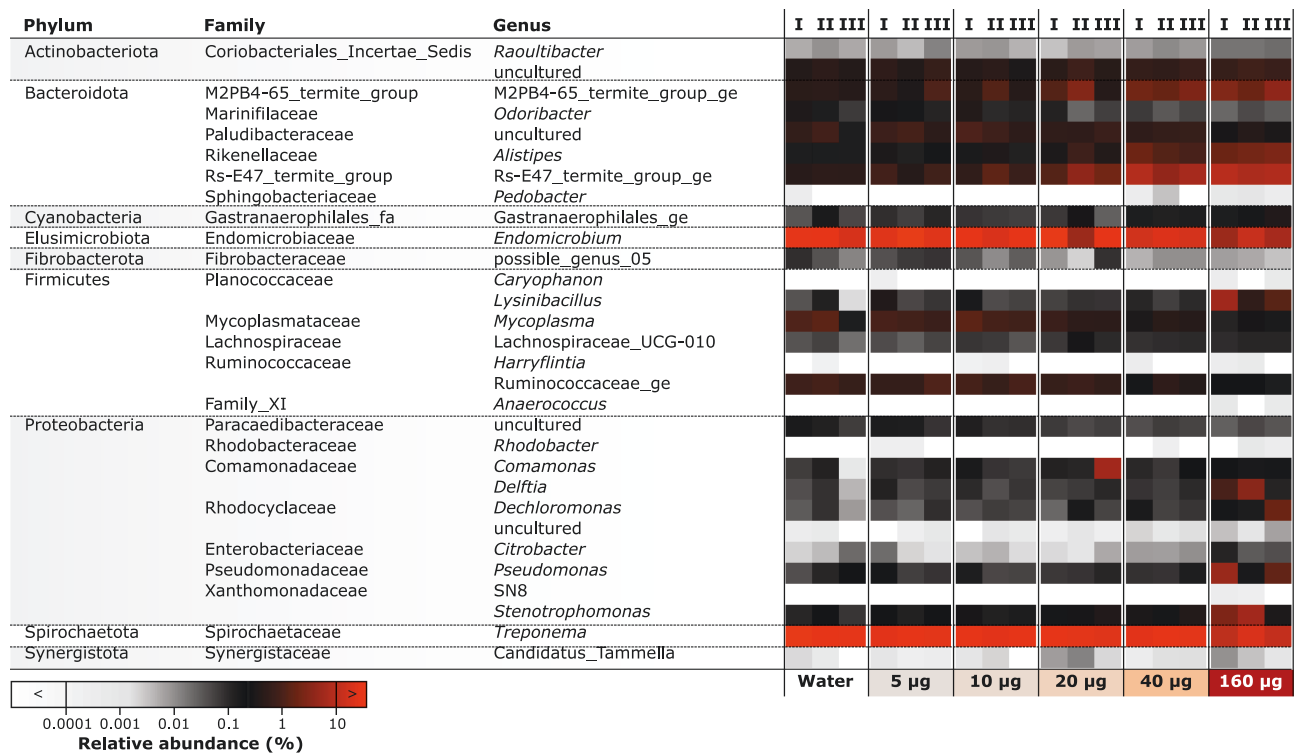 Phylum Family Genus I II III I II III I II III I II III I II III I II III
Actinobacteriota Coriobacteriales_Incertae_Sedis Raoultibacter
uncultured
Bacteroidota M2PB4-65_termite_group M2PB4-65_termite_group_ge
Marinifilaceae Odoribacter
Paludibacteraceae uncultured
Rikenellaceae Alistipes
Rs-E47_termite_group Rs-E47_termite_group_ge
Sphingobacteriaceae Pedobacter
Cyanobacteria Gastranaerophilales_fa Gastranaerophilales_ge
Elusimicrobiota Endomicrobiaceae Endomicrobium
Fibrobacterota Fibrobacteraceae possible_genus_05
Firmicutes Planococcaceae Caryophanon
Lysinibacillus
Mycoplasmataceae Mycoplasma
Lachnospiraceae Lachnospiraceae_UCG-010
Ruminococcaceae Harryflintia
Ruminococcaceae_ge
Family_XI Anaerococcus
Proteobacteria Paracaedibacteraceae uncultured
Rhodobacteraceae Rhodobacter
Comamonadaceae Comamonas
Delftia
Rhodocyclaceae Dechloromonas
uncultured
Enterobacteriaceae Citrobacter
Pseudomonadaceae Pseudomonas
Xanthomonadaceae SN8
Stenotrophomonas
Spirochaetota Spirochaetaceae Treponema
Synergistota Synergistaceae Candidatus_Tammella
Water 5 µg 10 µg 20 µg 40 µg 160 µg
< >
0.0001 0.001 0.01 0.1 1 10
Relative abundance (%)